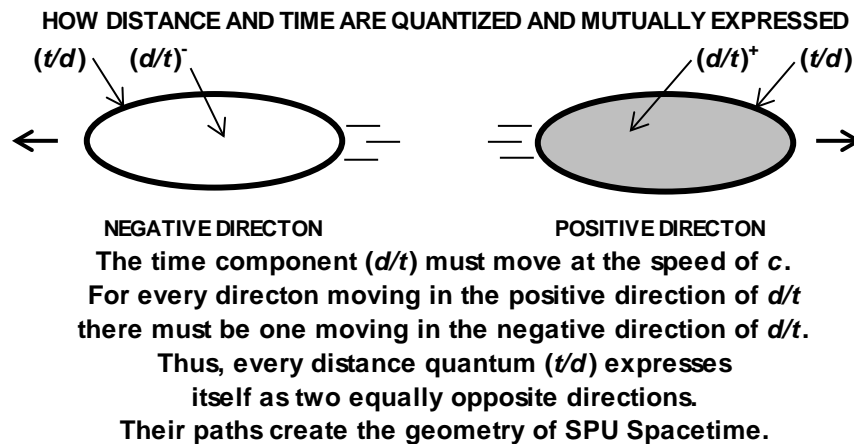 HOW DISTANCE AND TIME ARE QUANTIZED AND MUTUALLY EXPRESSED
(t/d) (d/t)⁻ (d/t)⁺ (t/d)
NEGATIVE DIRECTON POSITIVE DIRECTON
The time component (d/t) must move at the speed of c.
For every directon moving in the positive direction of d/t
there must be one moving in the negative direction of d/t.
Thus, every distance quantum (t/d) expresses
itself as two equally opposite directions.
Their paths create the geometry of SPU Spacetime.